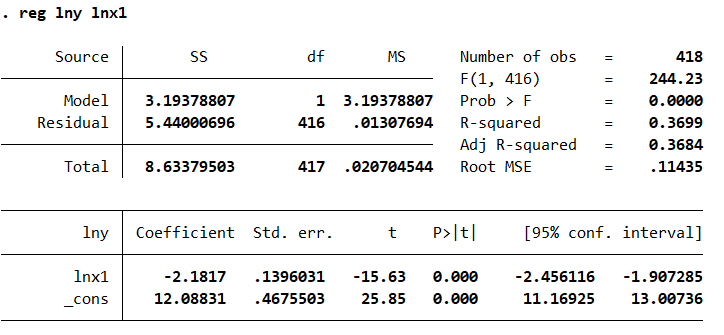 . reg lny lnx1
Source SS df MS Number of obs = 418
F(1, 416) = 244.23
Model 3.19378807 1 3.19378807 Prob > F = 0.0000
Residual 5.44000696 416 .01307694 R-squared = 0.3699
Adj R-squared = 0.3684
Total 8.63379503 417 .020704544 Root MSE = .11435
lny Coefficient Std. err. t P>|t| [95% conf. interval]
lnx1 -2.1817 .1396031 -15.63 0.000 -2.456116 -1.907285
_cons 12.08831 .4675503 25.85 0.000 11.16925 13.00736